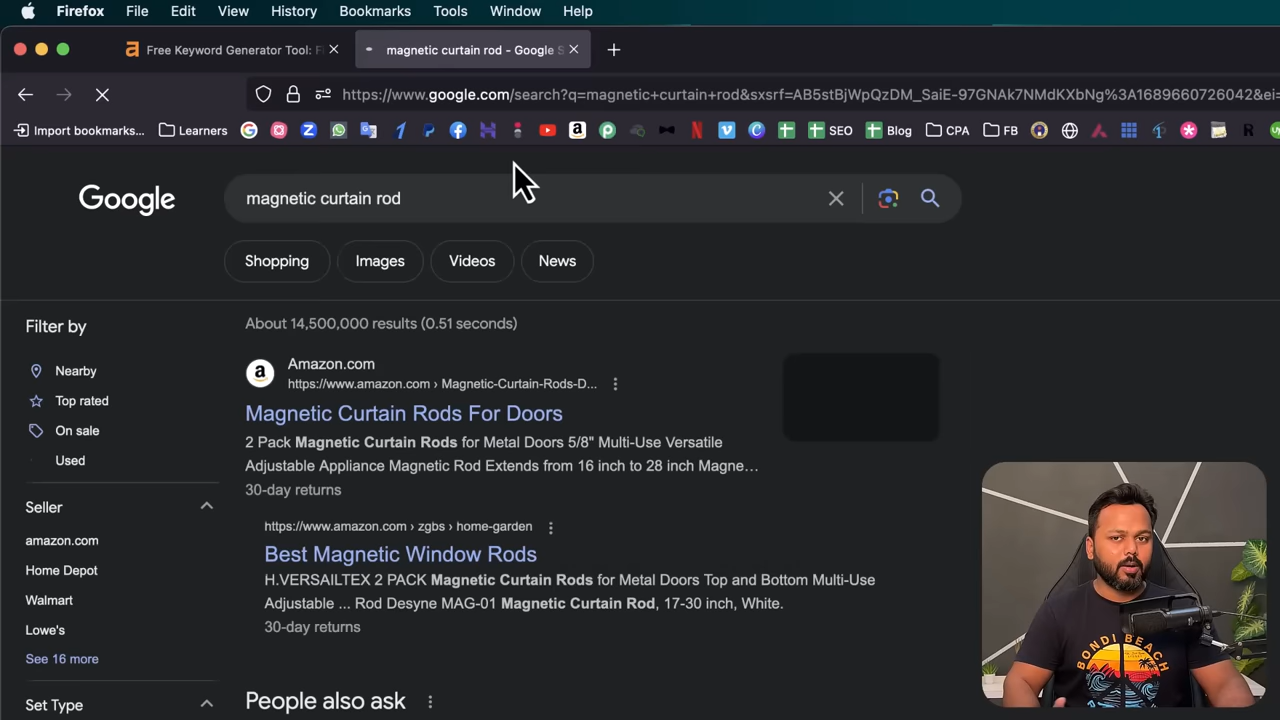 Firefox File Edit View History Bookmarks Tools Window Help
Free Keyword Generator Tool: magnetic curtain rod - Google S
https://www.google.com/search?q=magnetic+curtain+rod&sxsrf=AB5stBjWpQzDM_SaiE-97GNAk7NMdKXbNg%3A1689660726042&ei=
Import bookmarks... Learners SEO Blog CPA FB
Google magnetic curtain rod
Shopping Images Videos News
About 14,500,000 results (0.51 seconds)
Filter by
Nearby
Top rated
On sale
Used
Seller
amazon.com
Home Depot
Walmart
Lowe's
See 16 more
Set Type
Amazon.com
https://www.amazon.com › Magnetic-Curtain-Rods-D...
Magnetic Curtain Rods For Doors
2 Pack Magnetic Curtain Rods for Metal Doors 5/8" Multi-Use Versatile
Adjustable Appliance Magnetic Rod Extends from 16 inch to 28 inch Magne...
30-day returns
https://www.amazon.com › zgbs › home-garden
Best Magnetic Window Rods
H.VERSAILTEX 2 PACK Magnetic Curtain Rods for Metal Doors Top and Bottom Multi-Use
Adjustable ... Rod Desyne MAG-01 Magnetic Curtain Rod, 17-30 inch, White.
30-day returns
People also ask
BONDI BEACH